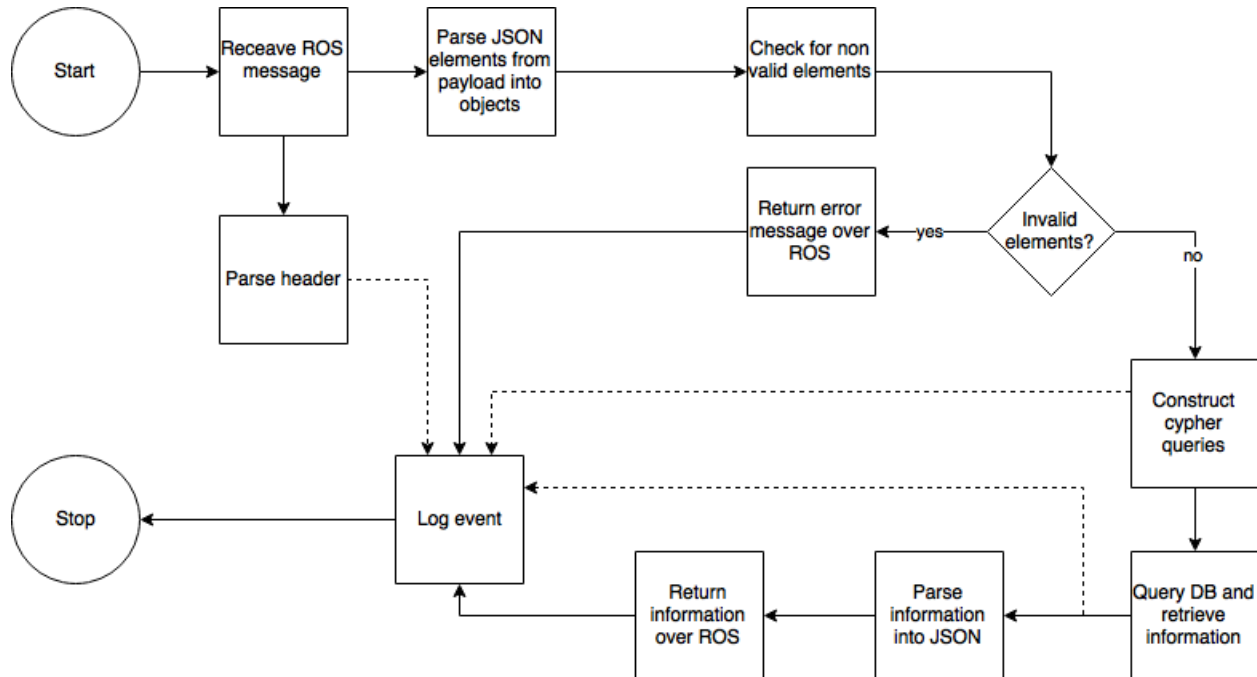 Start
Receave ROS
message
Parse JSON
elements from
payload into
objects
Check for non
valid elements
Return error
message over
ROS
yes
Invalid
elements?
no
Parse header
Construct
cypher
queries
Stop
Log event
Return
information
over ROS
Parse
information
into JSON
Query DB and
retrieve
information